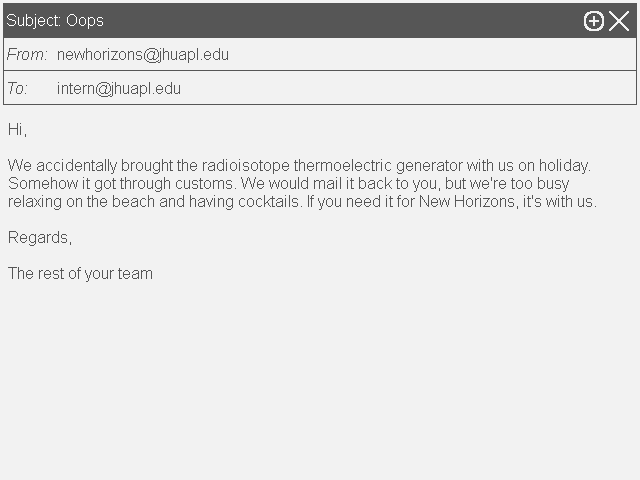 Subject: Oops
From: newhorizons@jhuapl.edu
To: intern@jhuapl.edu
Hi,
We accidentally brought the radioisotope thermoelectric generator with us on holiday.
Somehow it got through customs. We would mail it back to you, but we're too busy
relaxing on the beach and having cocktails. If you need it for New Horizons, it's with us.
Regards,
The rest of your team